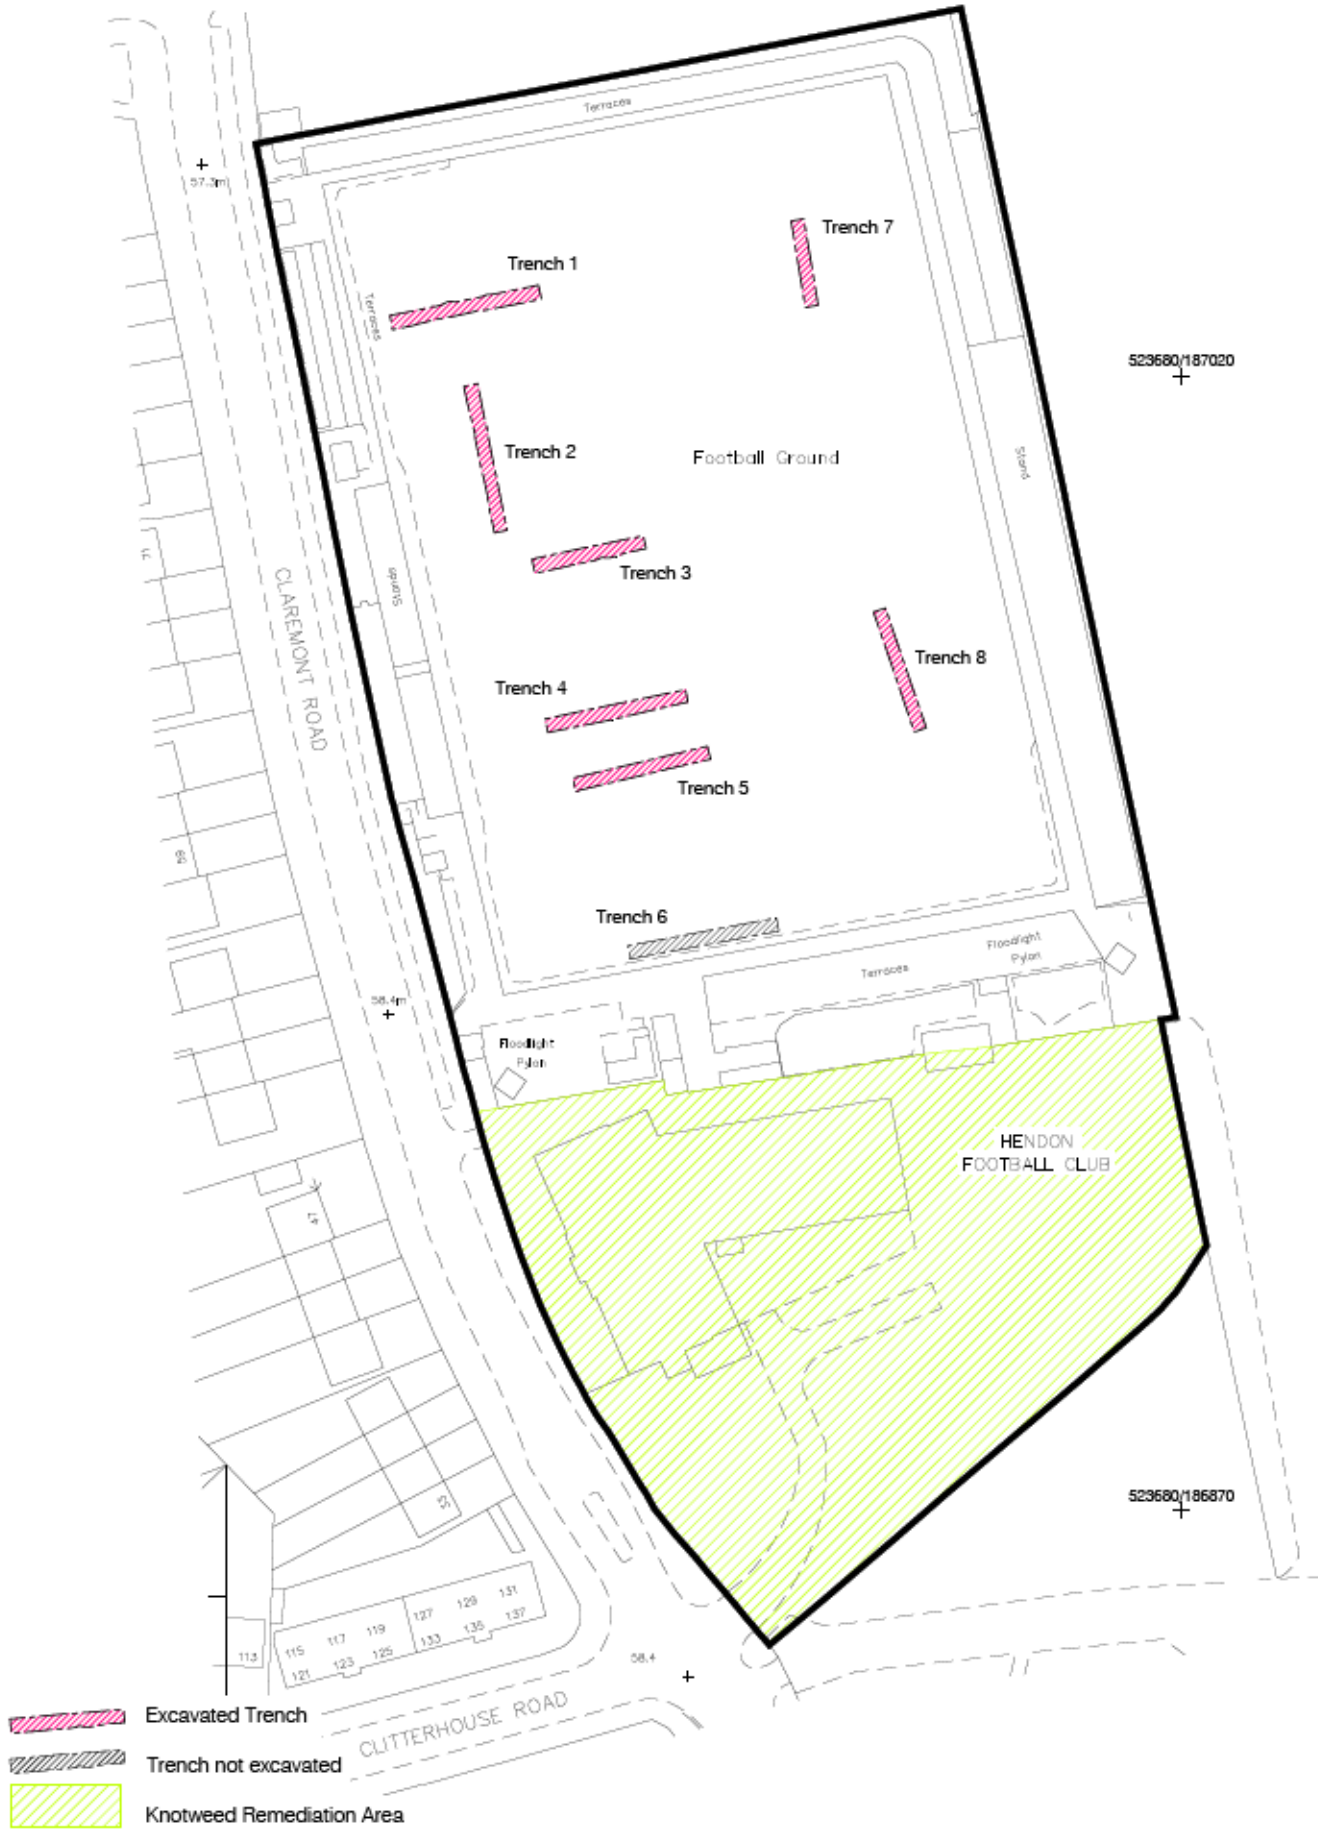 Terraces
57.3m
Trench 7
Trench 1
Terraces
523680/187020
Trench 2
Football Ground
Stand
71
Trench 3
Stands
CLAREMONT ROAD
Trench 8
Trench 4
Trench 5
59
Trench 6
Floodlight
Pylon
Terraces
58.4m
Floodlight
Pylon
HENDON
FOOTBALL CLUB
47
523680/186870
115 117 119 127 129 131
121 123 125 133 135 137
113
58.4
CLITTERHOUSE ROAD
Excavated Trench
Trench not excavated
Knotweed Remediation Area